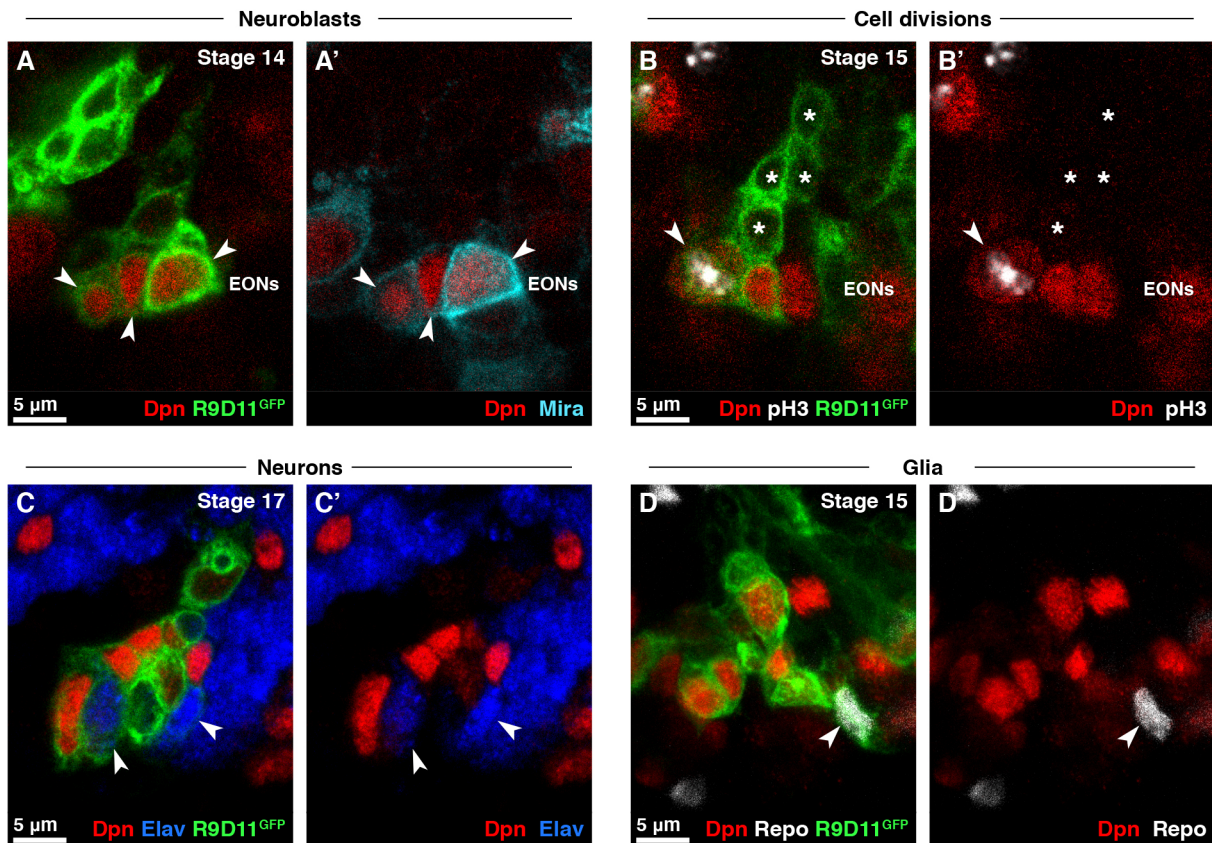 Neuroblasts
A Stage 14
EONs
5 µm
Dpn R9D11GFP
A'
Dpn Mira
Cell divisions
B Stage 15
*
* *
*
EONs
5 µm
Dpn pH3 R9D11GFP
B'
*
* *
*
EONs
Dpn pH3
Neurons
C Stage 17
5 µm
Dpn Elav R9D11GFP
C'
Dpn Elav
Glia
D Stage 15
5 µm
Dpn Repo R9D11GFP
D'
Dpn Repo